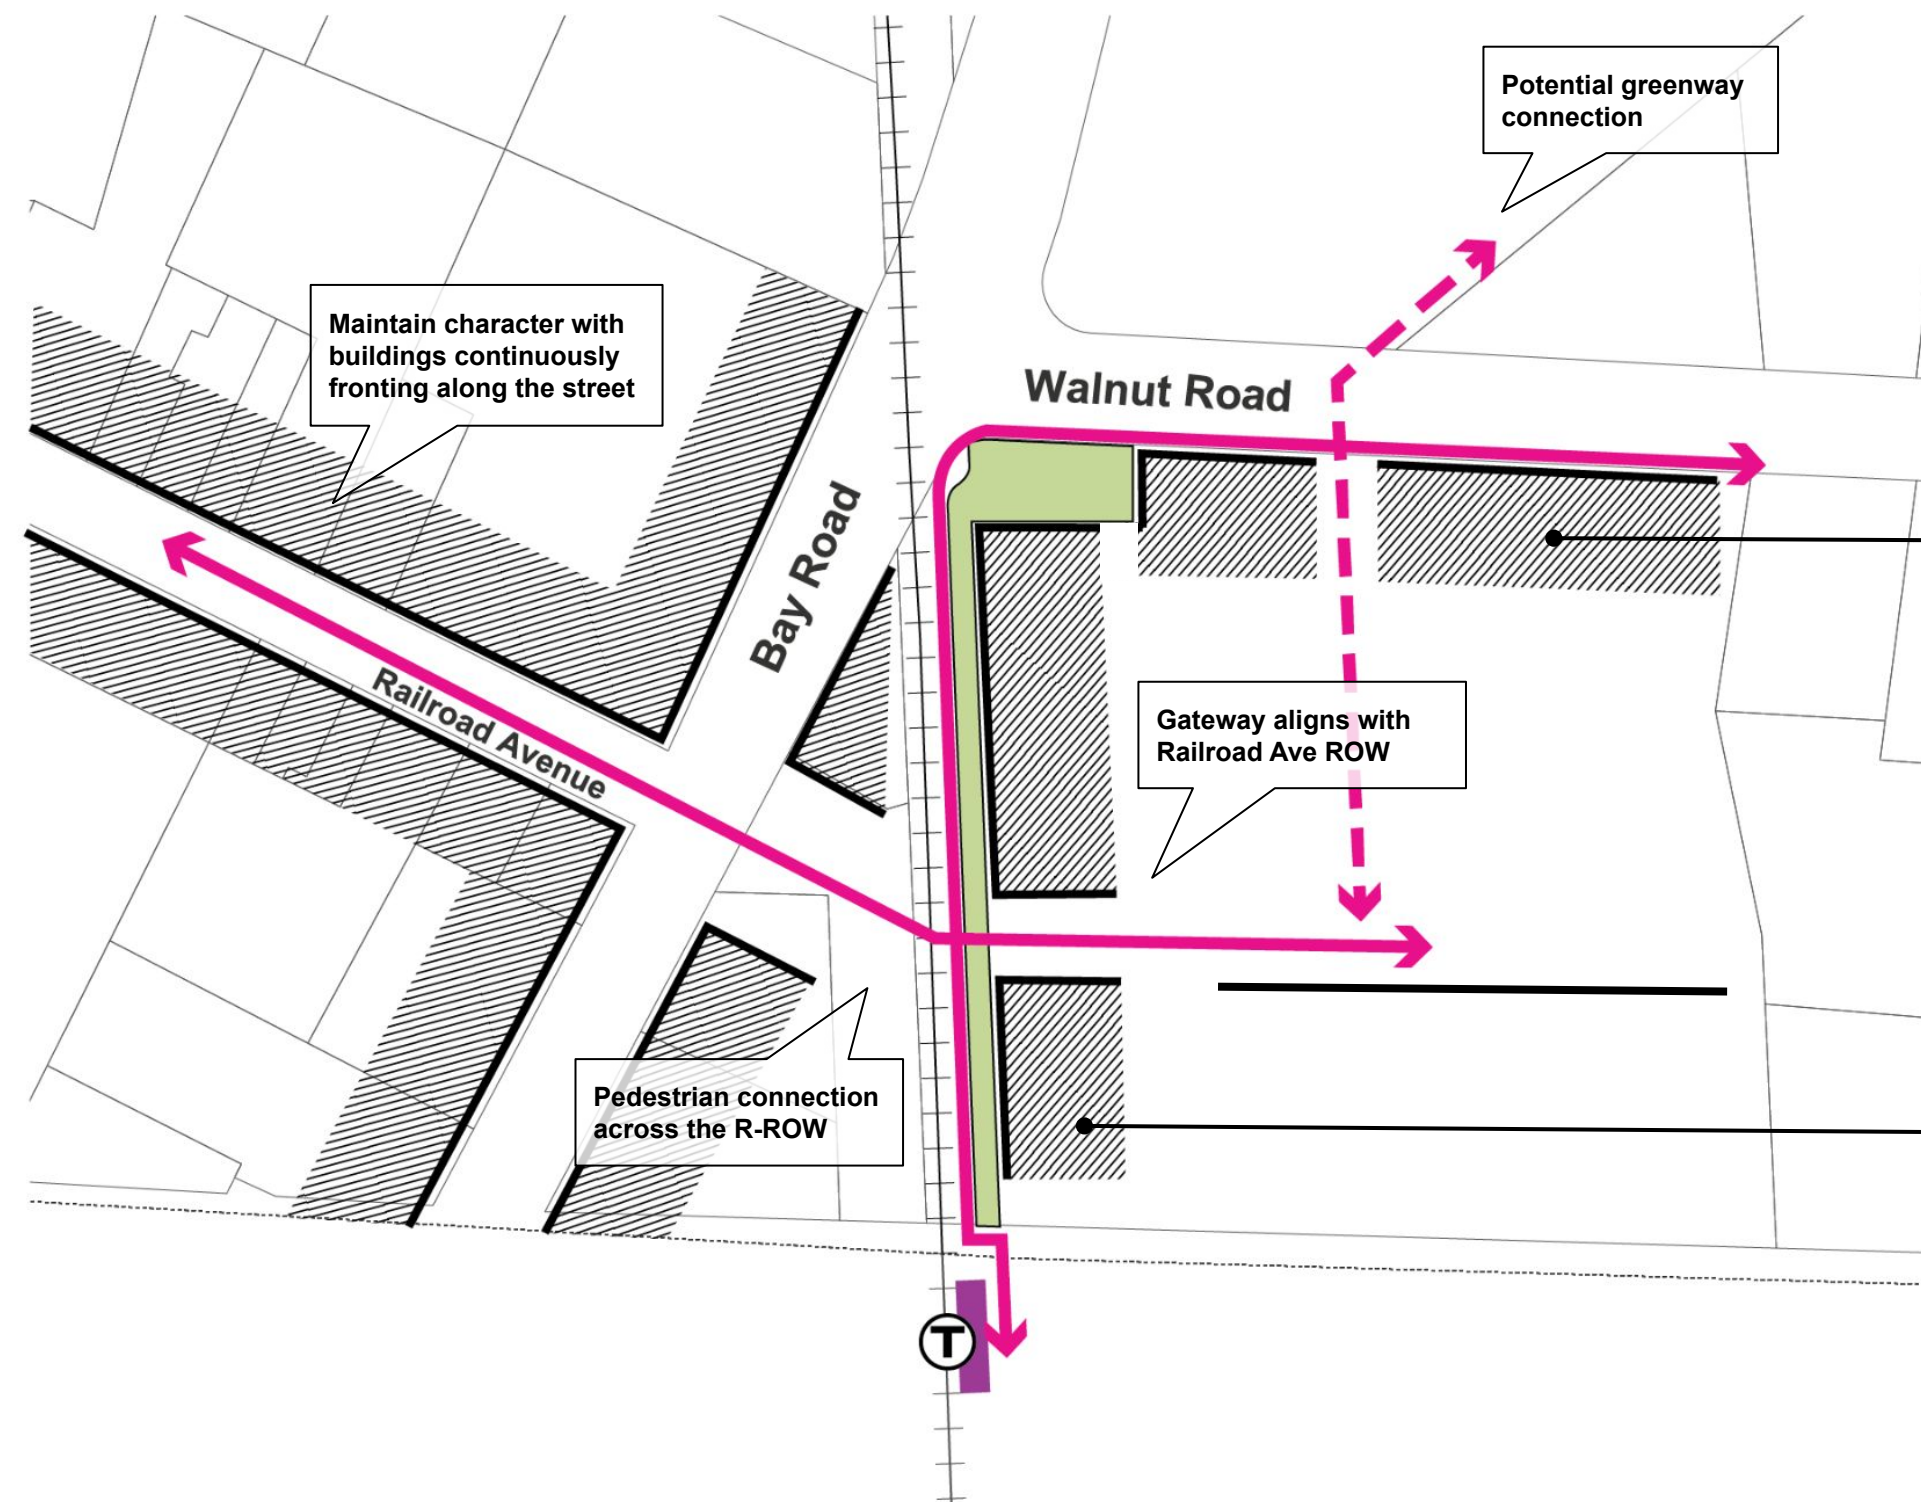 Potential greenway
connection
Maintain character with
buildings continuously
fronting along the street
Walnut Road
Bay Road
Railroad Avenue
Gateway aligns with
Railroad Ave ROW
Pedestrian connection
across the R-ROW
T